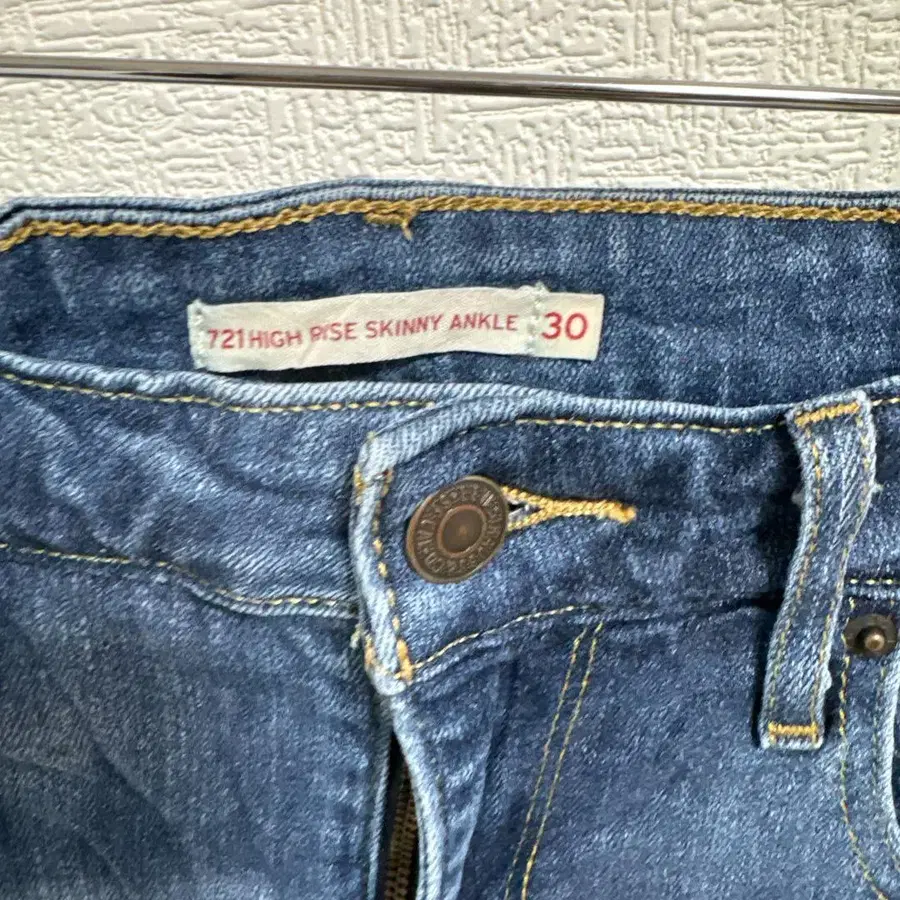 721 HIGH RISE SKINNY ANKLE 30